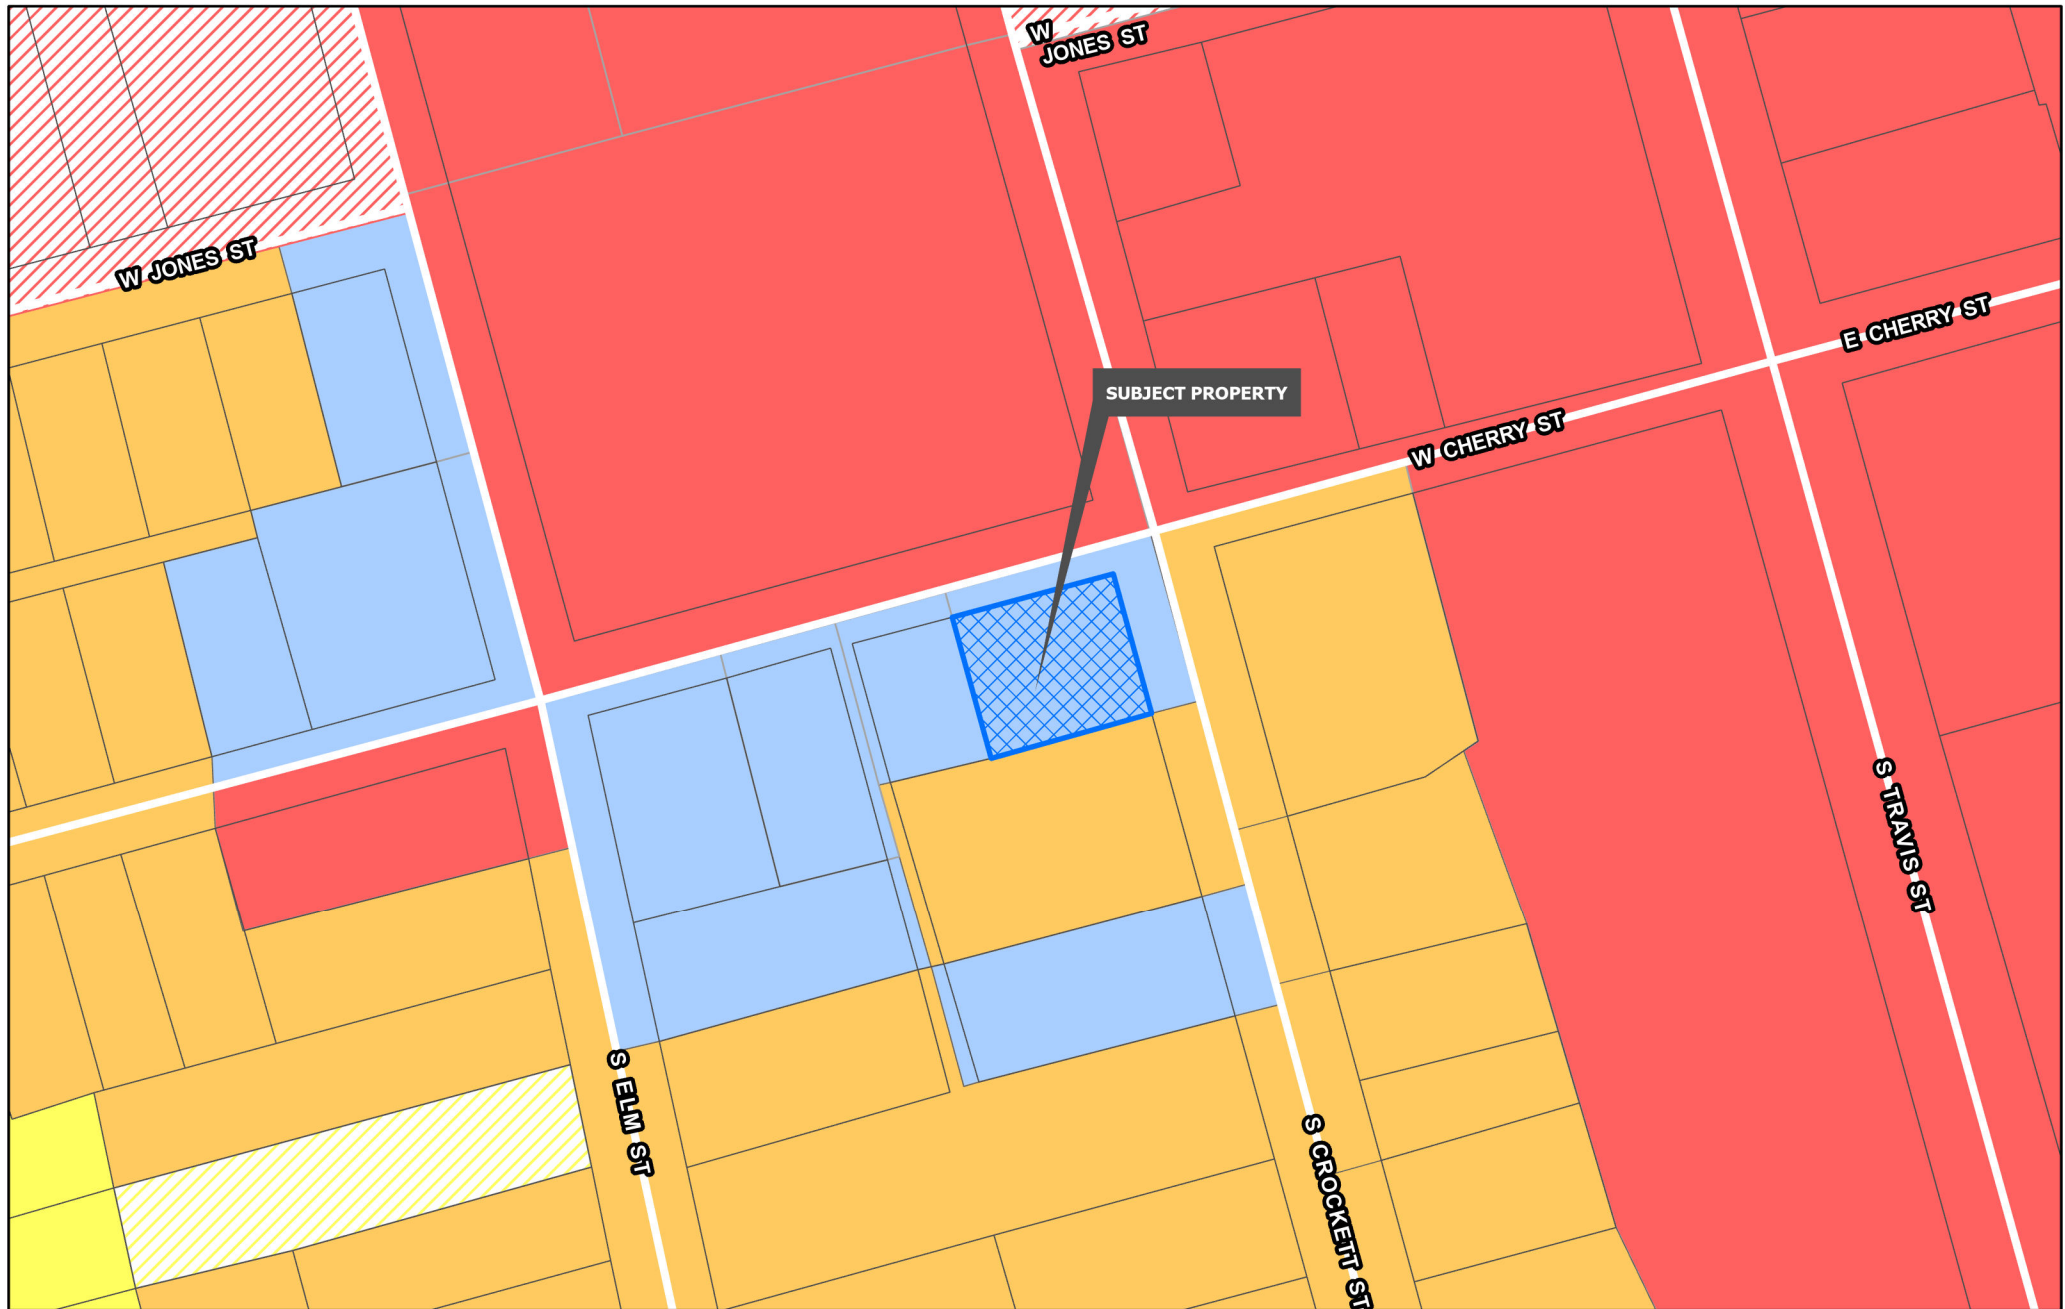 W
JONES ST
W JONES ST
E CHERRY ST
SUBJECT PROPERTY
W CHERRY ST
S TRAVIS ST
S ELM ST
S CROCKETT ST